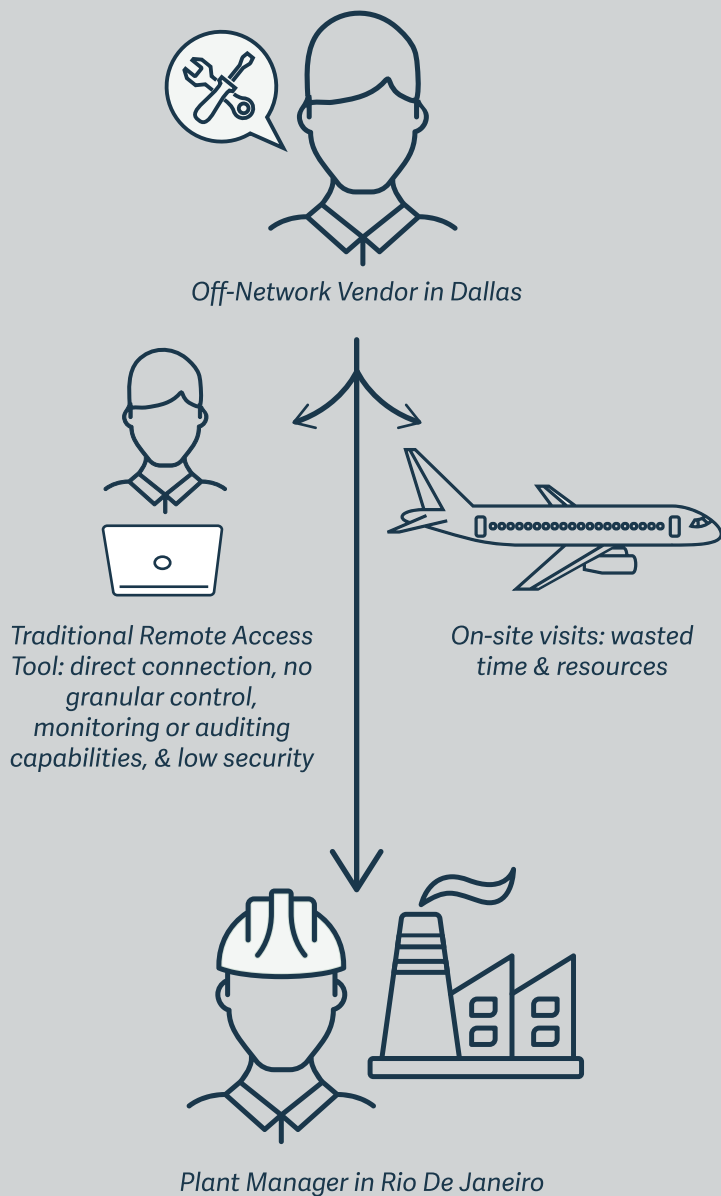 Off-Network Vendor in Dallas
Traditional Remote Access
Tool: direct connection, no
granular control,
monitoring or auditing
capabilities, & low security
On-site visits: wasted
time & resources
Plant Manager in Rio De Janeiro